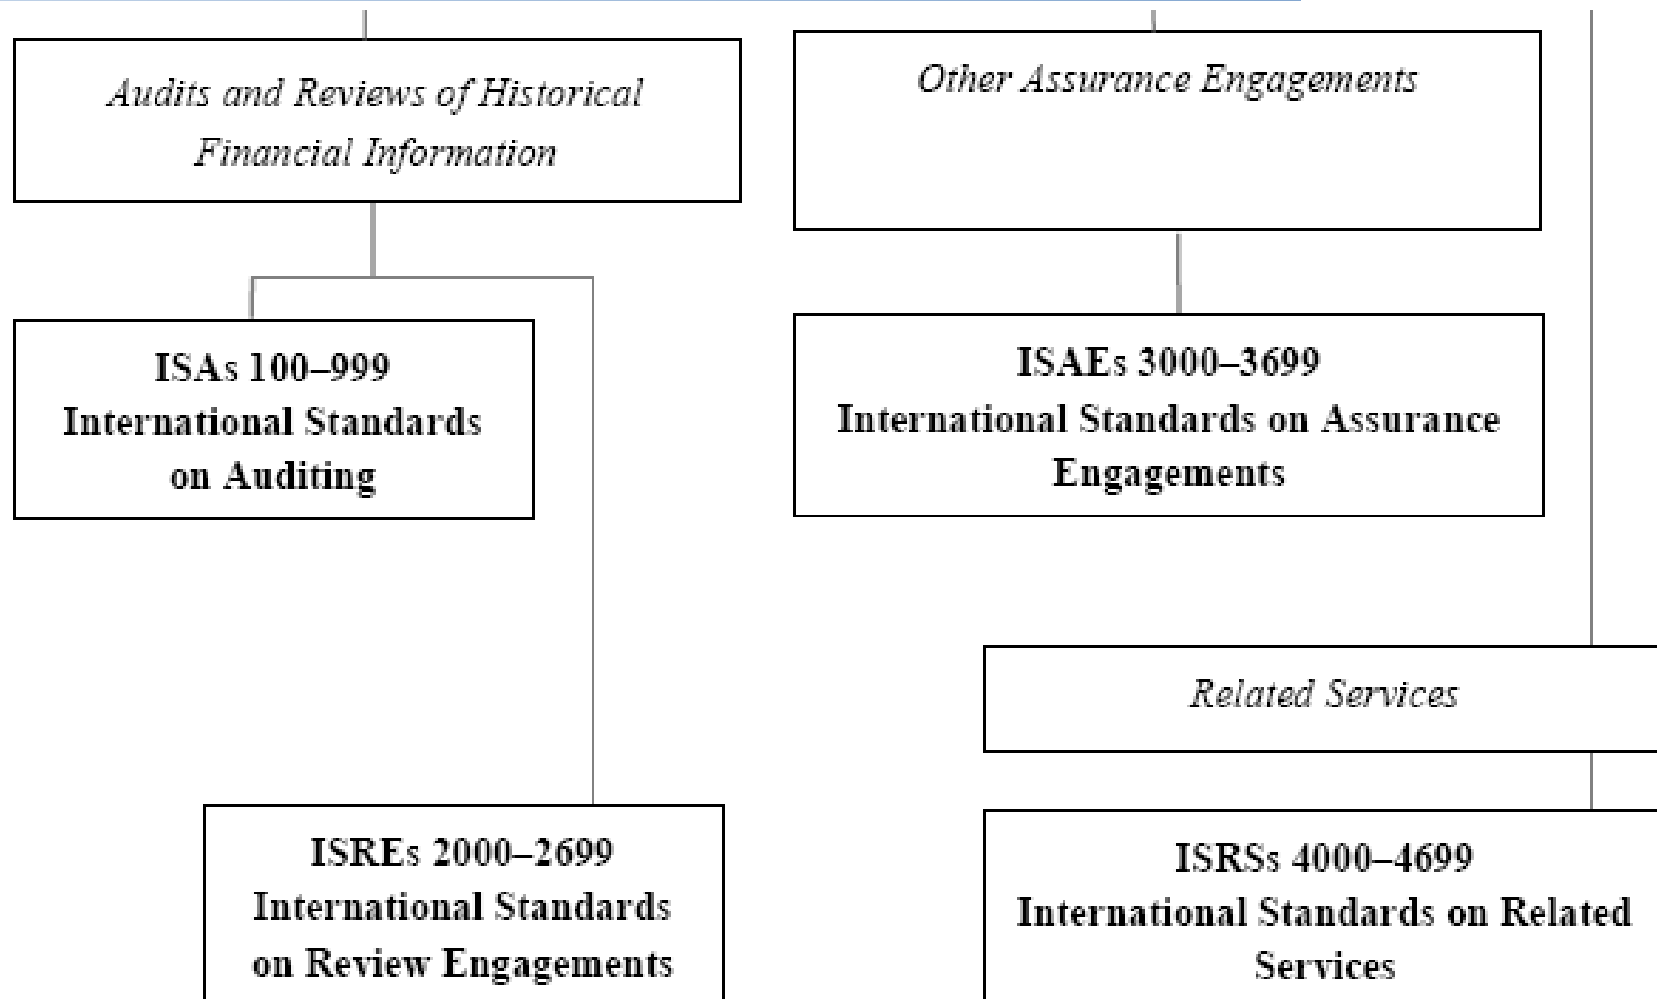 Audits and Reviews of Historical
Financial Information
Other Assurance Engagements
ISAs 100–999
International Standards
on Auditing
ISAEs 3000–3699
International Standards on Assurance
Engagements
Related Services
ISREs 2000–2699
International Standards
on Review Engagements
ISRSs 4000–4699
International Standards on Related
Services